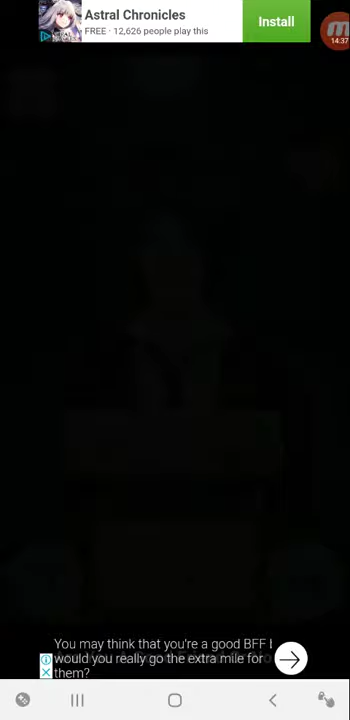 Astral Chronicles
FREE · 12,626 people play this
Install
14:37
You may think that you're a good BFF
would you really go the extra mile for
them?